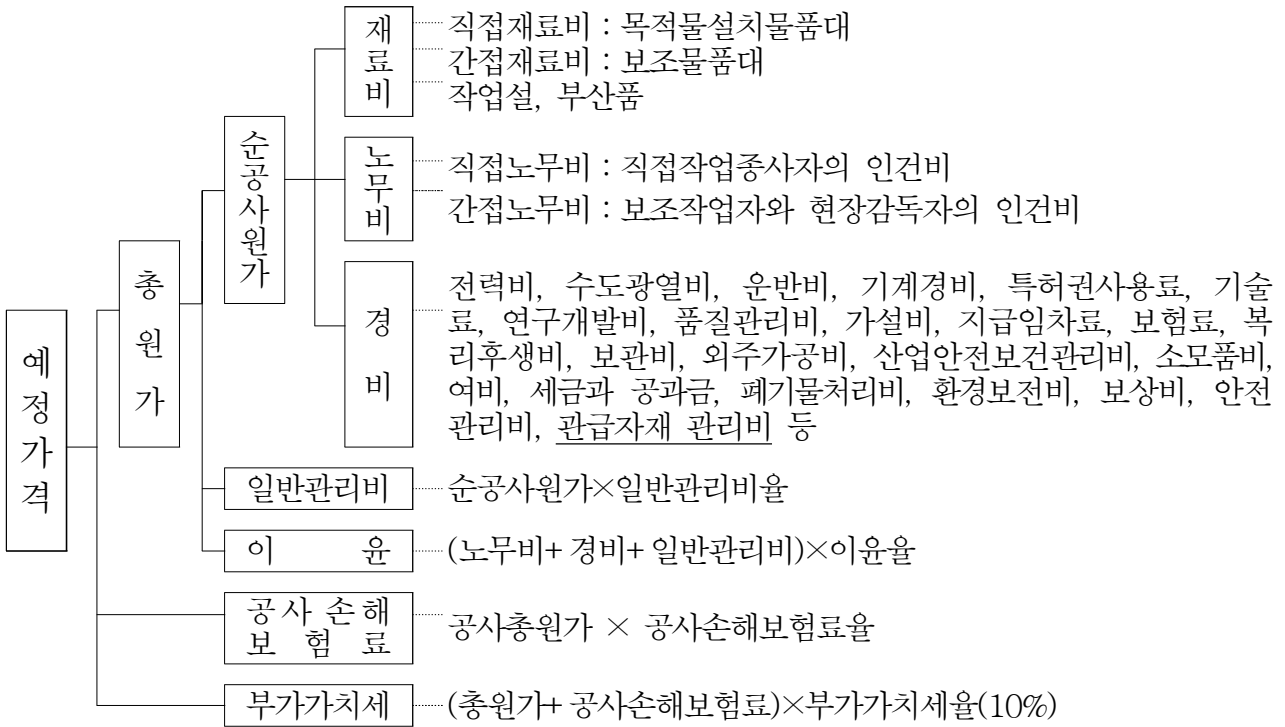 재료비
직접재료비 : 목적물설치물품대
간접재료비 : 보조물품대
작업설, 부산품
순공사원가
노무비
직접노무비 : 직접작업종사자의 인건비
간접노무비 : 보조작업자와 현장감독자의 인건비
총원가
경비
전력비, 수도광열비, 운반비, 기계경비, 특허권사용료, 기술
료, 연구개발비, 품질관리비, 가설비, 지급임차료, 보험료, 복
리후생비, 보관비, 외주가공비, 산업안전보건관리비, 소모품비,
여비, 세금과 공과금, 폐기물처리비, 환경보전비, 보상비, 안전
관리비, 관급자재 관리비 등
예정가격
일반관리비
순공사원가×일반관리비율
이 윤
(노무비+ 경비+ 일반관리비)×이윤율
공사 손해
보 험 료
공사총원가 × 공사손해보험료율
부가가치세
(총원가+ 공사손해보험료)×부가가치세율(10%)